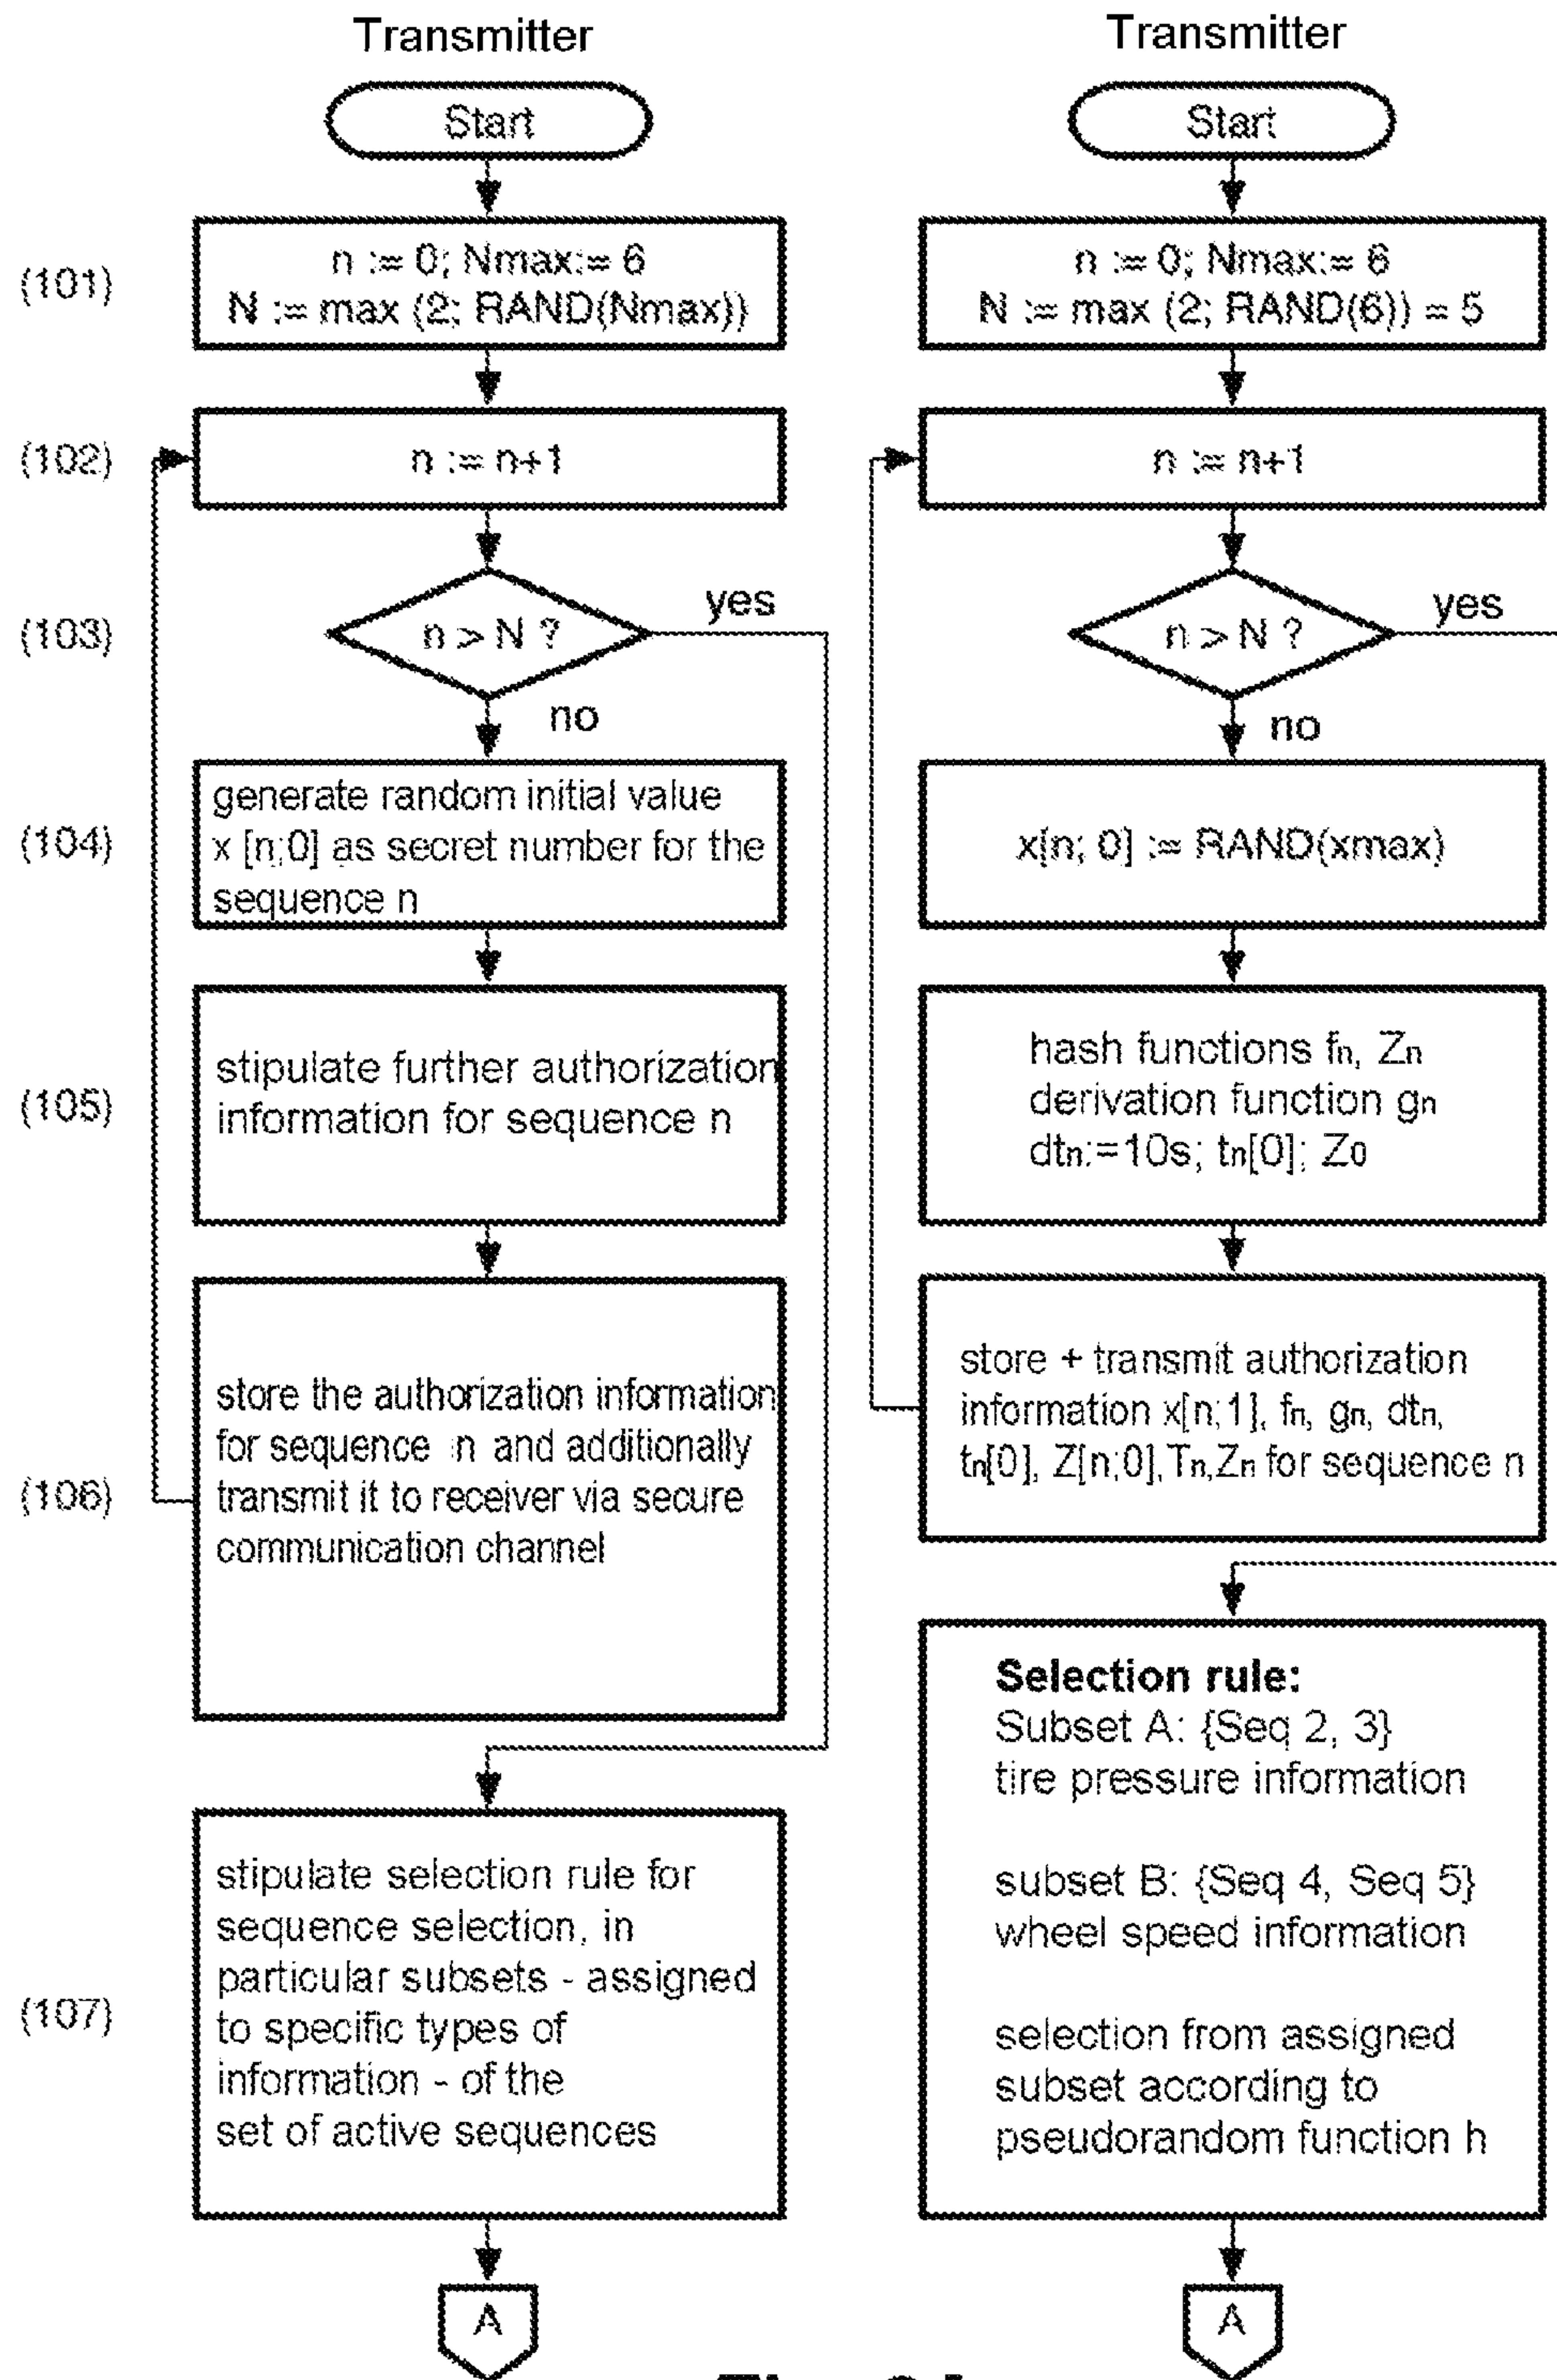 Transmitter
Start
(101)
n := 0; Nmax:= 6
N := max (2; RAND(Nmax))
(102)
n := n+1
(103)
n > N ?
yes
no
(104)
generate random initial value
x [n;0] as secret number for the
sequence n
(105)
stipulate further authorization
information for sequence n
(106)
store the authorization information
for sequence n and additionally
transmit it to receiver via secure
communication channel
(107)
stipulate selection rule for
sequence selection, in
particular subsets - assigned
to specific types of
information - of the
set of active sequences
A
Transmitter
Start
n := 0; Nmax:= 6
N := max (2; RAND(6)) = 5
n := n+1
n > N ?
yes
no
x[n; 0] := RAND(xmax)
hash functions fn, Zn
derivation function gn
dtn:=10s; tn[0]; Z0
store + transmit authorization
information x[n;1], fn, gn, dtn,
tn[0], Z[n;0],Tn,Zn for sequence n
Selection rule:
Subset A: {Seq 2, 3}
tire pressure information
subset B: {Seq 4, Seq 5}
wheel speed information
selection from assigned
subset according to
pseudorandom function h
A